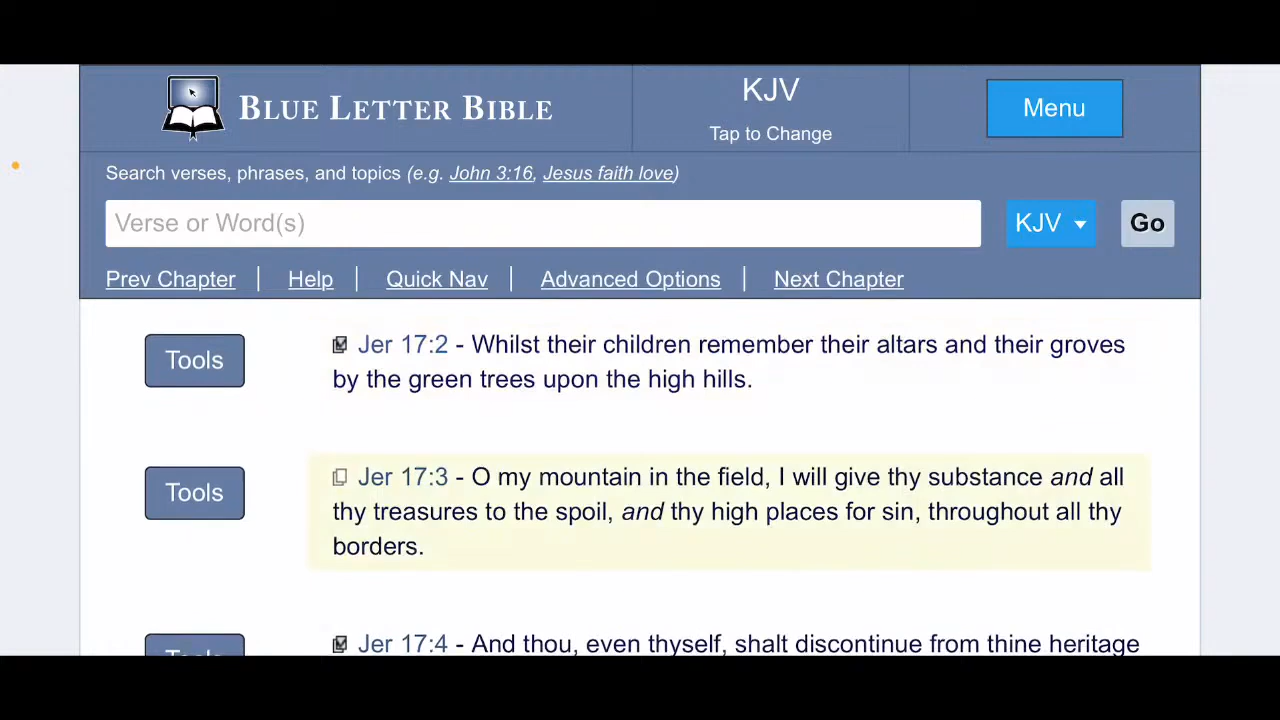 BLUE LETTER BIBLE
KJV
Tap to Change
Menu
Search verses, phrases, and topics (e.g. John 3:16, Jesus faith love)
Verse or Word(s)
KJV
Go
Prev Chapter | Help | Quick Nav | Advanced Options | Next Chapter
Tools
Jer 17:2 - Whilst their children remember their altars and their groves
by the green trees upon the high hills.
Tools
Jer 17:3 - O my mountain in the field, I will give thy substance and all
thy treasures to the spoil, and thy high places for sin, throughout all thy
borders.
Tools
Jer 17:4 - And thou, even thyself, shalt discontinue from thine heritage